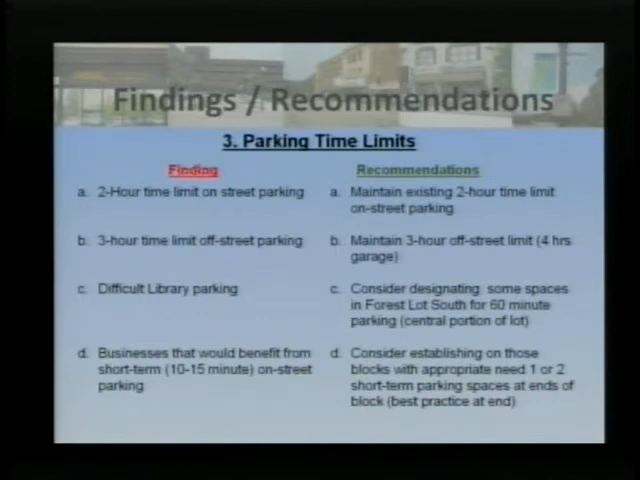 Findings / Recommendations
3. Parking Time Limits
Finding
Recommendations
a. 2-Hour time limit on street parking
a. Maintain existing 2-hour time limit
on-street parking
b. 3-hour time limit off-street parking
b. Maintain 3-hour off-street limit (4 hrs
garage)
c. Difficult Library parking
c. Consider designating some spaces
in Forest Lot South for 60 minute
parking (central portion of lot)
d. Businesses that would benefit from
short-term (10-15 minute) on-street
parking
d. Consider establishing on those
blocks with appropriate need 1 or 2
short-term parking spaces at ends of
block (best practice at end)